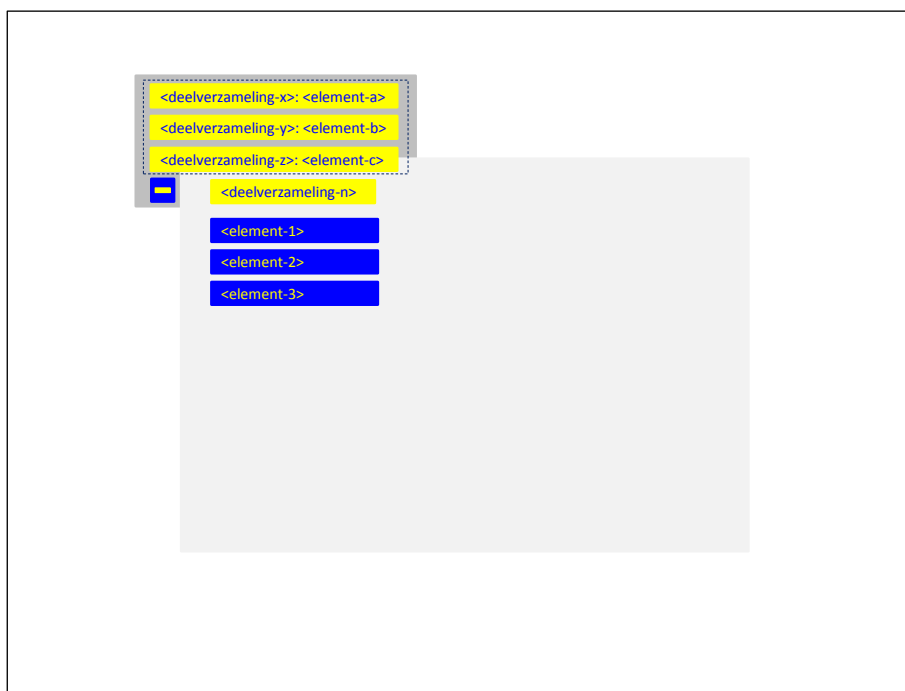 <deelverzameling-x>: <element-a>
<deelverzameling-y>: <element-b>
<deelverzameling-z>: <element-c>
<deelverzameling-n>
<element-1>
<element-2>
<element-3>